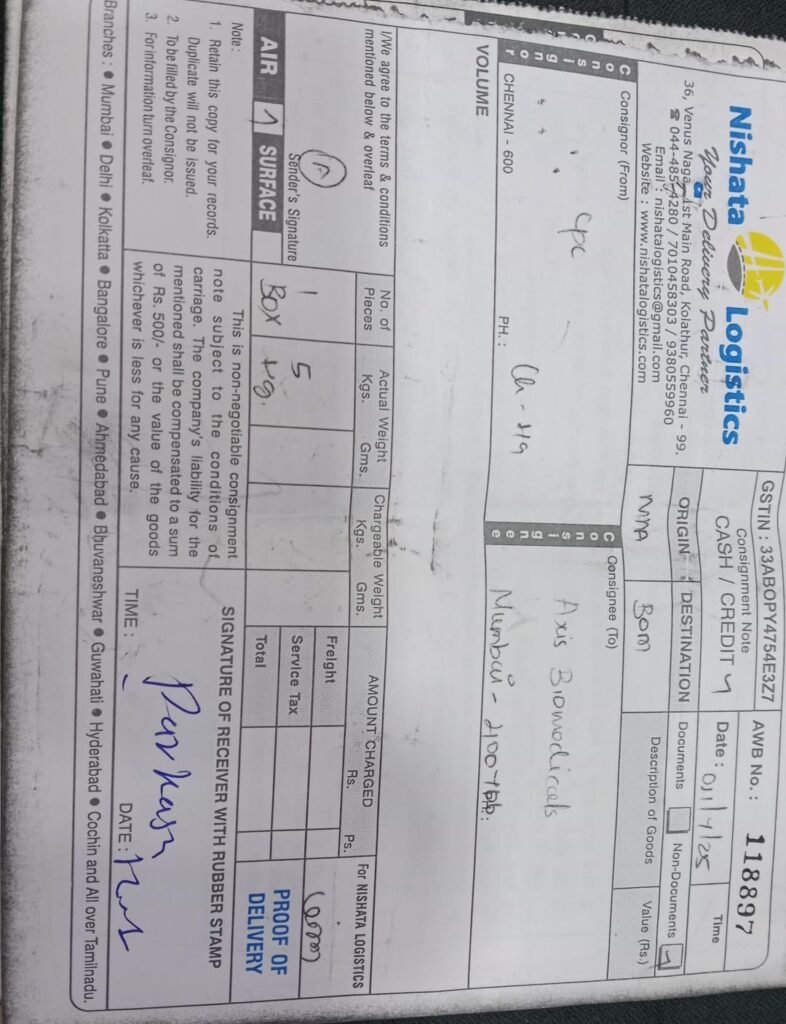 Nishata Logistics
Your Delivery Partner
36, Venus Nagar, 1st Main Road, Kolathur, Chennai - 99.
☎ 044-485 4280 / 7010458303 / 9380559960
Email : nishatalogistics@gmail.com
Website : www.nishatalogistics.com
GSTIN : 33ABOPY4754E3Z7
Consignment Note
CASH / CREDIT
AWB No. : 118897
Date : 01/4/25
Time
ORIGIN
DESTINATION
MAA
BOM
Documents
Non-Documents
Description of Goods
Value (Rs.)
Consignor
Consignor (From)
CPC - Ch - 49
CHENNAI - 600
PH. :
Consignee
Consignee (To)
Axis Biomedicals
Mumbai -
VOLUME
I/We agree to the terms & conditions
mentioned below & overleaf
Sender's Signature
AIR
SURFACE
No. of
Pieces
Actual Weight
Kgs. Gms.
Chargeable Weight
Kgs. Gms.
AMOUNT CHARGED
Rs. Ps.
1
BOX
5
Kg.
Freight
Service Tax
Total
For NISHATA LOGISTICS
PROOF OF
DELIVERY
Note:
1. Retain this copy for your records.
Duplicate will not be issued.
2. To be filled by the Consignor.
3. For information turn overleaf.
This is non-negotiable consignment
note subject to the conditions of
carriage. The company's liability for the
mentioned shall be compensated to a sum
of Rs. 500/- or the value of the goods
whichever is less for any cause.
SIGNATURE OF RECEIVER WITH RUBBER STAMP
TIME :
DATE :
Branches : ● Mumbai ● Delhi ● Kolkatta ● Bangalore ● Pune ● Ahmedabad ● Bhuvaneshwar ● Guwahati ● Hyderabad ● Cochin and All over Tamilnadu.